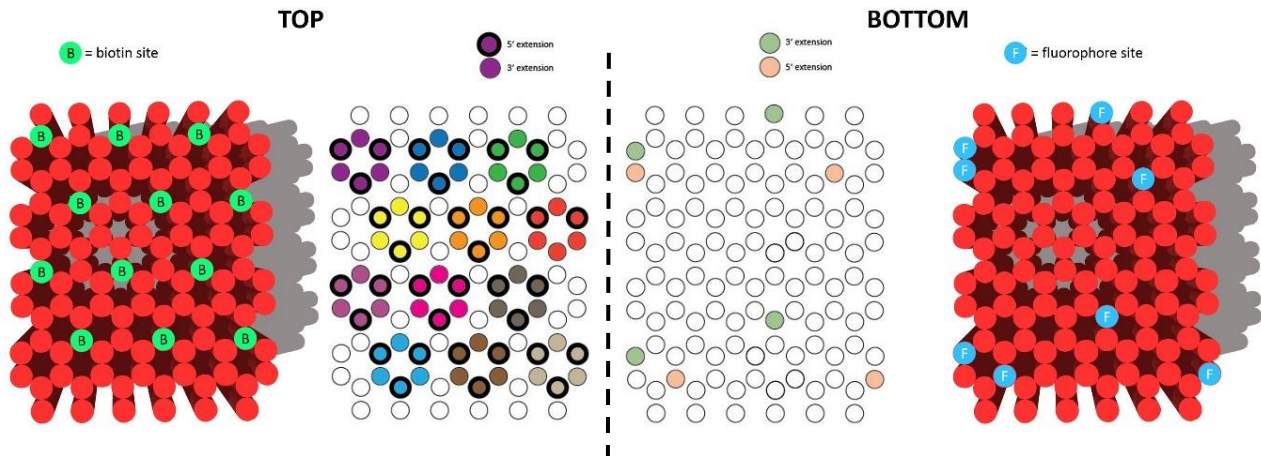 TOP
BOTTOM
B = biotin site
5' extension
3' extension
3' extension
5' extension
F = fluorophore site
B B B
B B B
B B B
B B B
F
F
F
F
F
F
F F